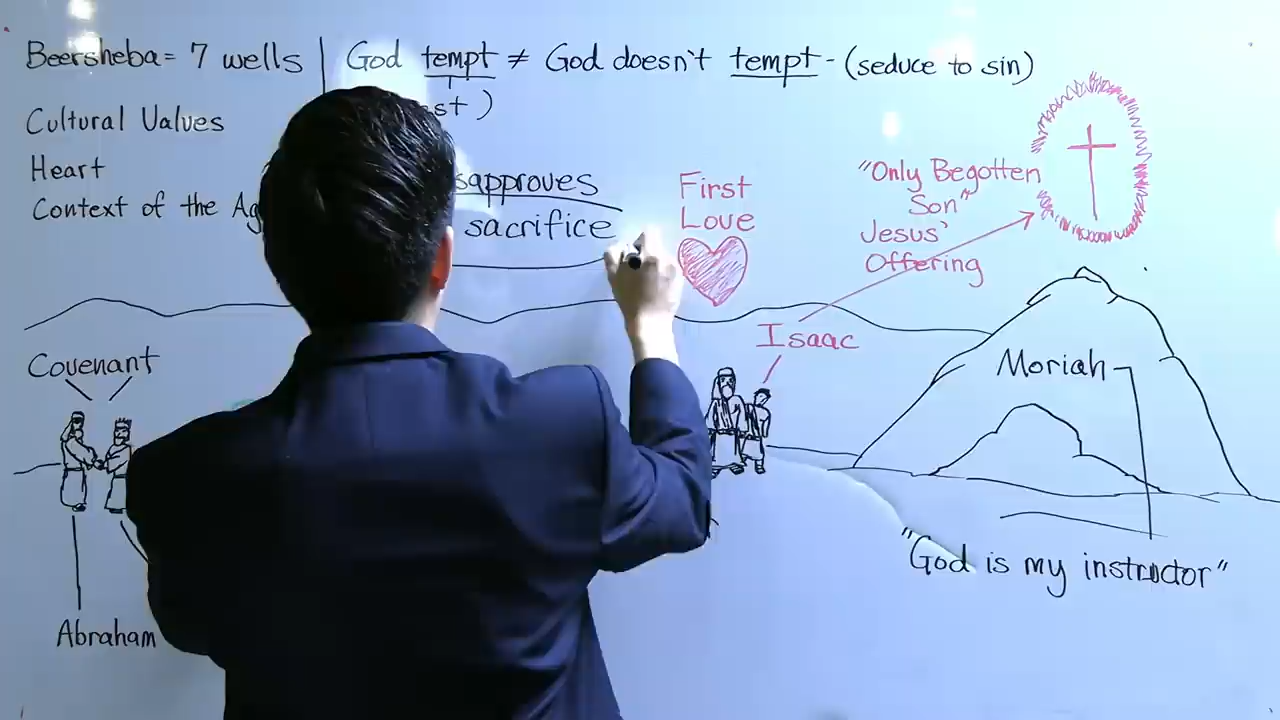 Beersheba = 7 wells | God tempt ≠ God doesn't tempt - (seduce to sin)
st )
Cultural Values
Heart
Context of the Ag
sapproves
sacrifice
First
Love
"Only Begotten
Son"
Jesus'
Offering
Isaac
Covenant
Moriah
"God is my instructor"
Abraham